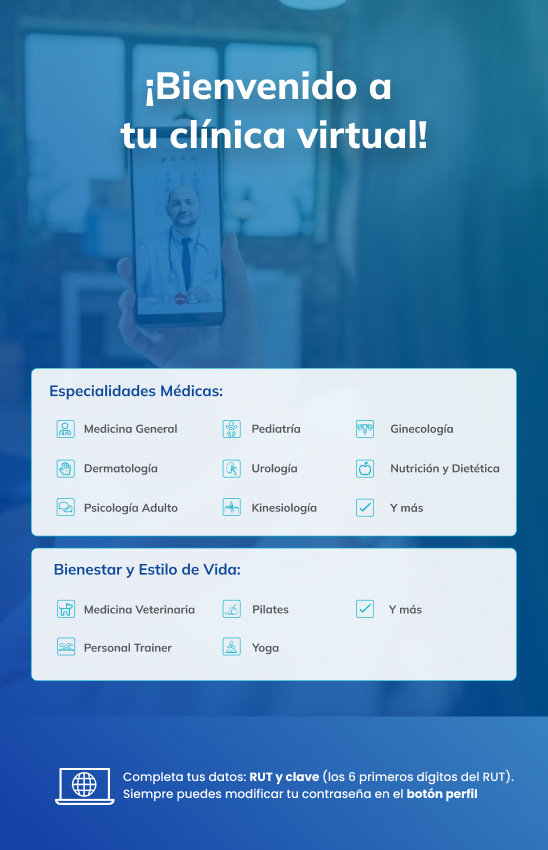 ¡Bienvenido a
tu clínica virtual!
Especialidades Médicas:
Medicina General
Pediatría
Ginecología
Dermatología
Urología
Nutrición y Dietética
Psicología Adulto
Kinesiología
Y más
Bienestar y Estilo de Vida:
Medicina Veterinaria
Pilates
Y más
Personal Trainer
Yoga
Completa tus datos: RUT y clave (los 6 primeros dígitos del RUT).
Siempre puedes modificar tu contraseña en el botón perfil